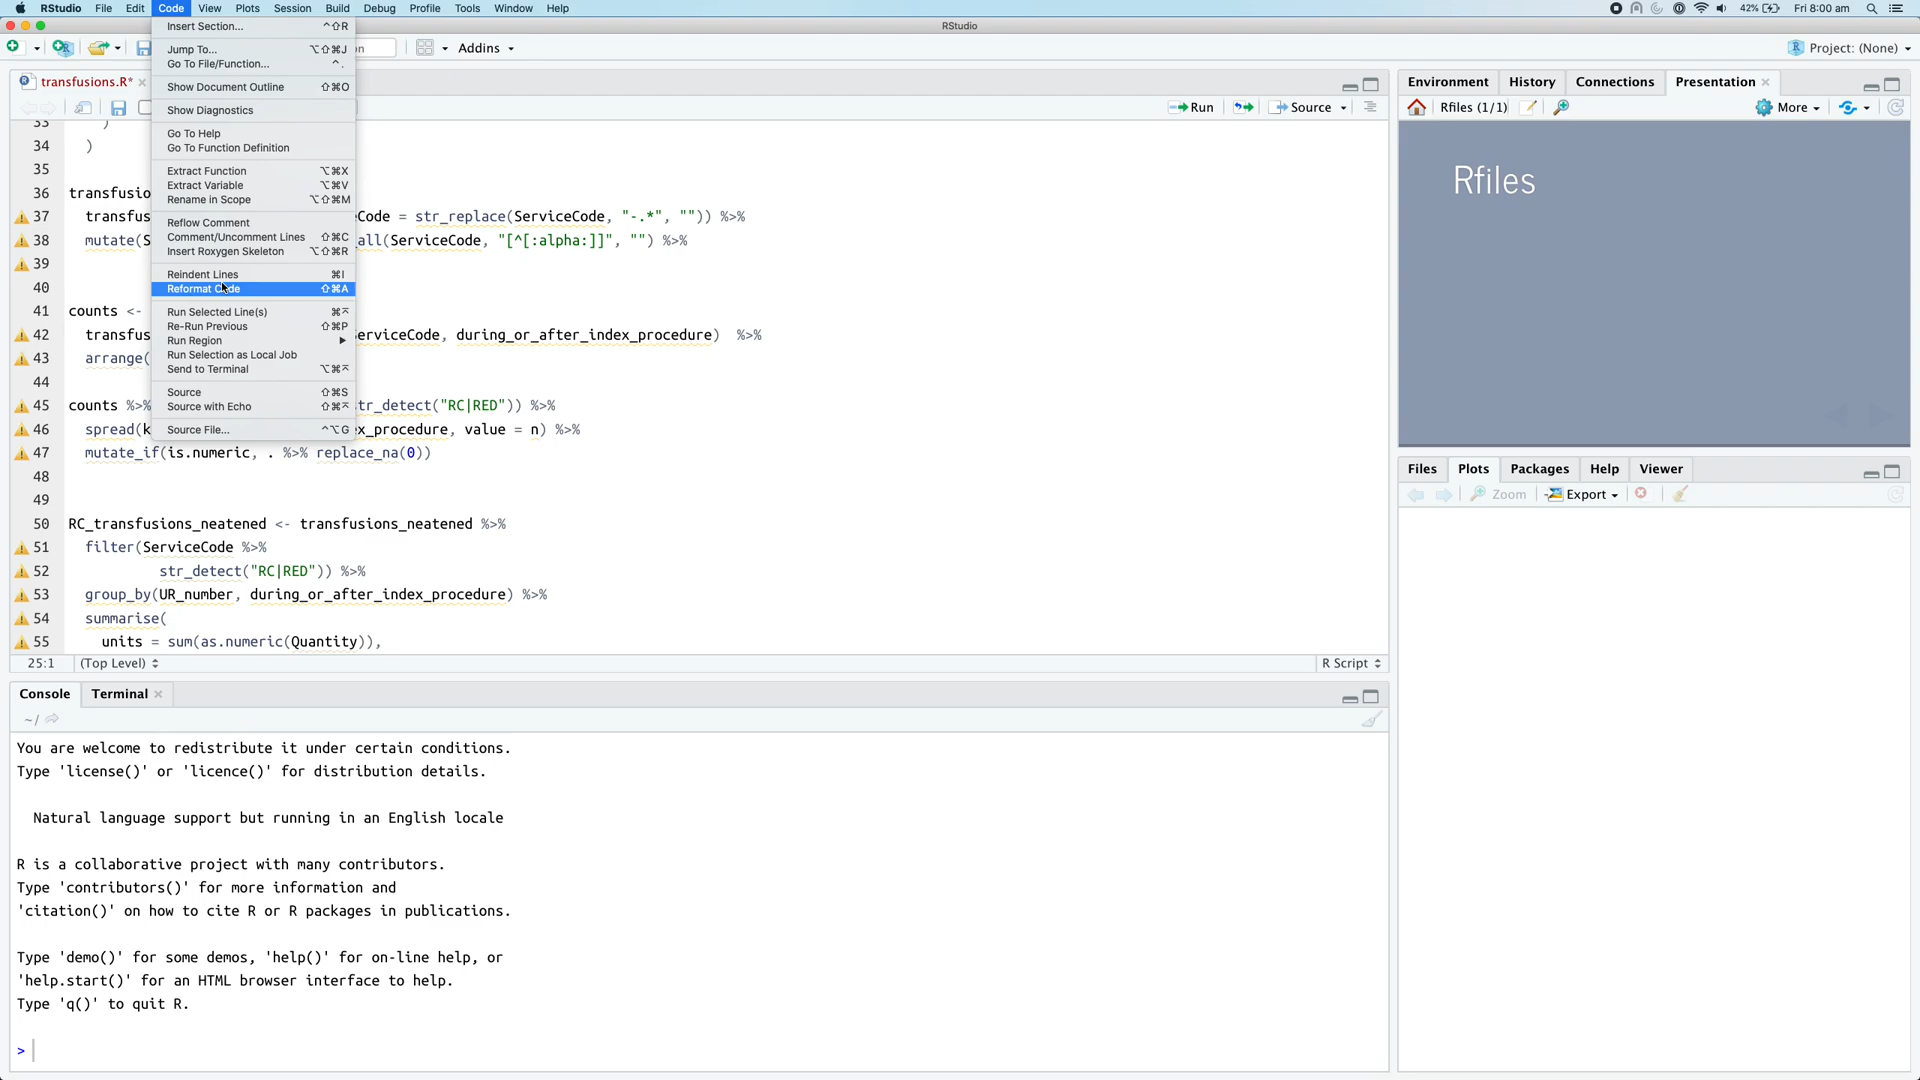 RStudio File Edit Code View Plots Session Build Debug Profile Tools Window Help 42% Fri 8:00 am
RStudio
Addins Project: (None)
Insert Section... ^⇧R
Jump To... ⌥⇧⌘J
Go To File/Function... ^.
Show Document Outline ⇧⌘O
Show Diagnostics
Go To Help
Go To Function Definition
Extract Function ⌥⌘X
Extract Variable ⌥⌘V
Rename in Scope ⌥⇧⌘M
Reflow Comment
Comment/Uncomment Lines ⇧⌘C
Insert Roxygen Skeleton ⌥⇧⌘R
Reindent Lines ⌘I
Reformat Code ⇧⌘A
Run Selected Line(s) ⌘⌤
Re-Run Previous ⇧⌘P
Run Region
Run Selection as Local Job
Send to Terminal ⌥⌘⌤
Source ⇧⌘S
Source with Echo ⇧⌘⌤
Source File... ^⌥G
transfusions.R*
Run Source
33 )
34 )
35
36 transfusio
37 transfus Code = str_replace(ServiceCode, "-.*", "")) %>%
38 mutate(S all(ServiceCode, "[^[:alpha:]]", "") %>%
39
40
41 counts <-
42 transfus erviceCode, during_or_after_index_procedure) %>%
43 arrange(
44
45 counts %>% tr_detect("RC|RED")) %>%
46 spread(k x_procedure, value = n) %>%
47 mutate_if(is.numeric, . %>% replace_na(0))
48
49
50 RC_transfusions_neatened <- transfusions_neatened %>%
51 filter(ServiceCode %>%
52 str_detect("RC|RED")) %>%
53 group_by(UR_number, during_or_after_index_procedure) %>%
54 summarise(
55 units = sum(as.numeric(Quantity)),
25:1 (Top Level) R Script
Console Terminal
~/
You are welcome to redistribute it under certain conditions.
Type 'license()' or 'licence()' for distribution details.
Natural language support but running in an English locale
R is a collaborative project with many contributors.
Type 'contributors()' for more information and
'citation()' on how to cite R or R packages in publications.
Type 'demo()' for some demos, 'help()' for on-line help, or
'help.start()' for an HTML browser interface to help.
Type 'q()' to quit R.
>
Environment History Connections Presentation
Rfiles (1/1) More
Rfiles
Files Plots Packages Help Viewer
Zoom Export